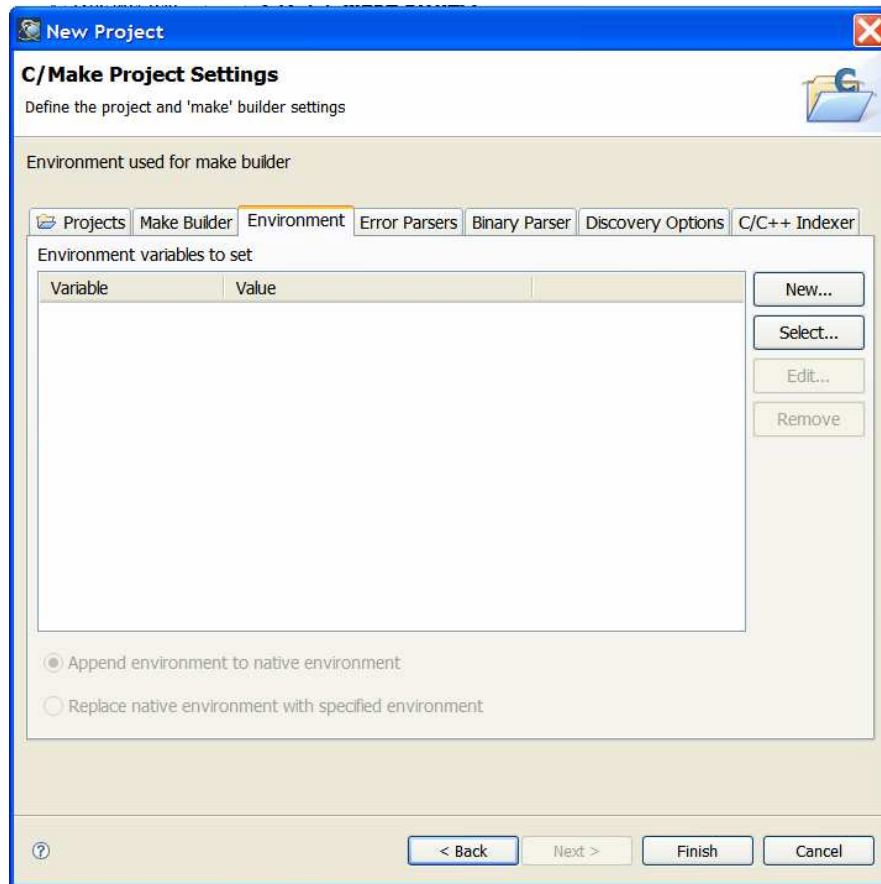 New Project
C/Make Project Settings
Define the project and 'make' builder settings
Environment used for make builder
Projects Make Builder Environment Error Parsers Binary Parser Discovery Options C/C++ Indexer
Environment variables to set
Variable Value
New...
Select...
Edit...
Remove
Append environment to native environment
Replace native environment with specified environment
< Back Next > Finish Cancel